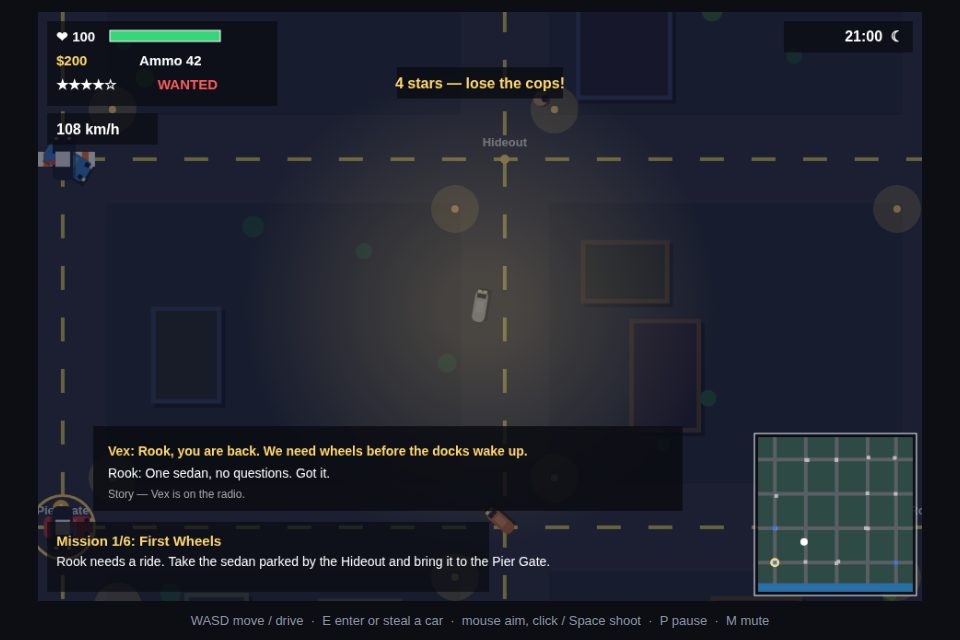 ❤ 100
21:00 ☾
$200 Ammo 42
★★★★☆ WANTED
4 stars — lose the cops!
108 km/h
Hideout
Vex: Rook, you are back. We need wheels before the docks wake up.
Rook: One sedan, no questions. Got it.
Story — Vex is on the radio.
Mission 1/6: First Wheels
Rook needs a ride. Take the sedan parked by the Hideout and bring it to the Pier Gate.
WASD move / drive · E enter or steal a car · mouse aim, click / Space shoot · P pause · M mute